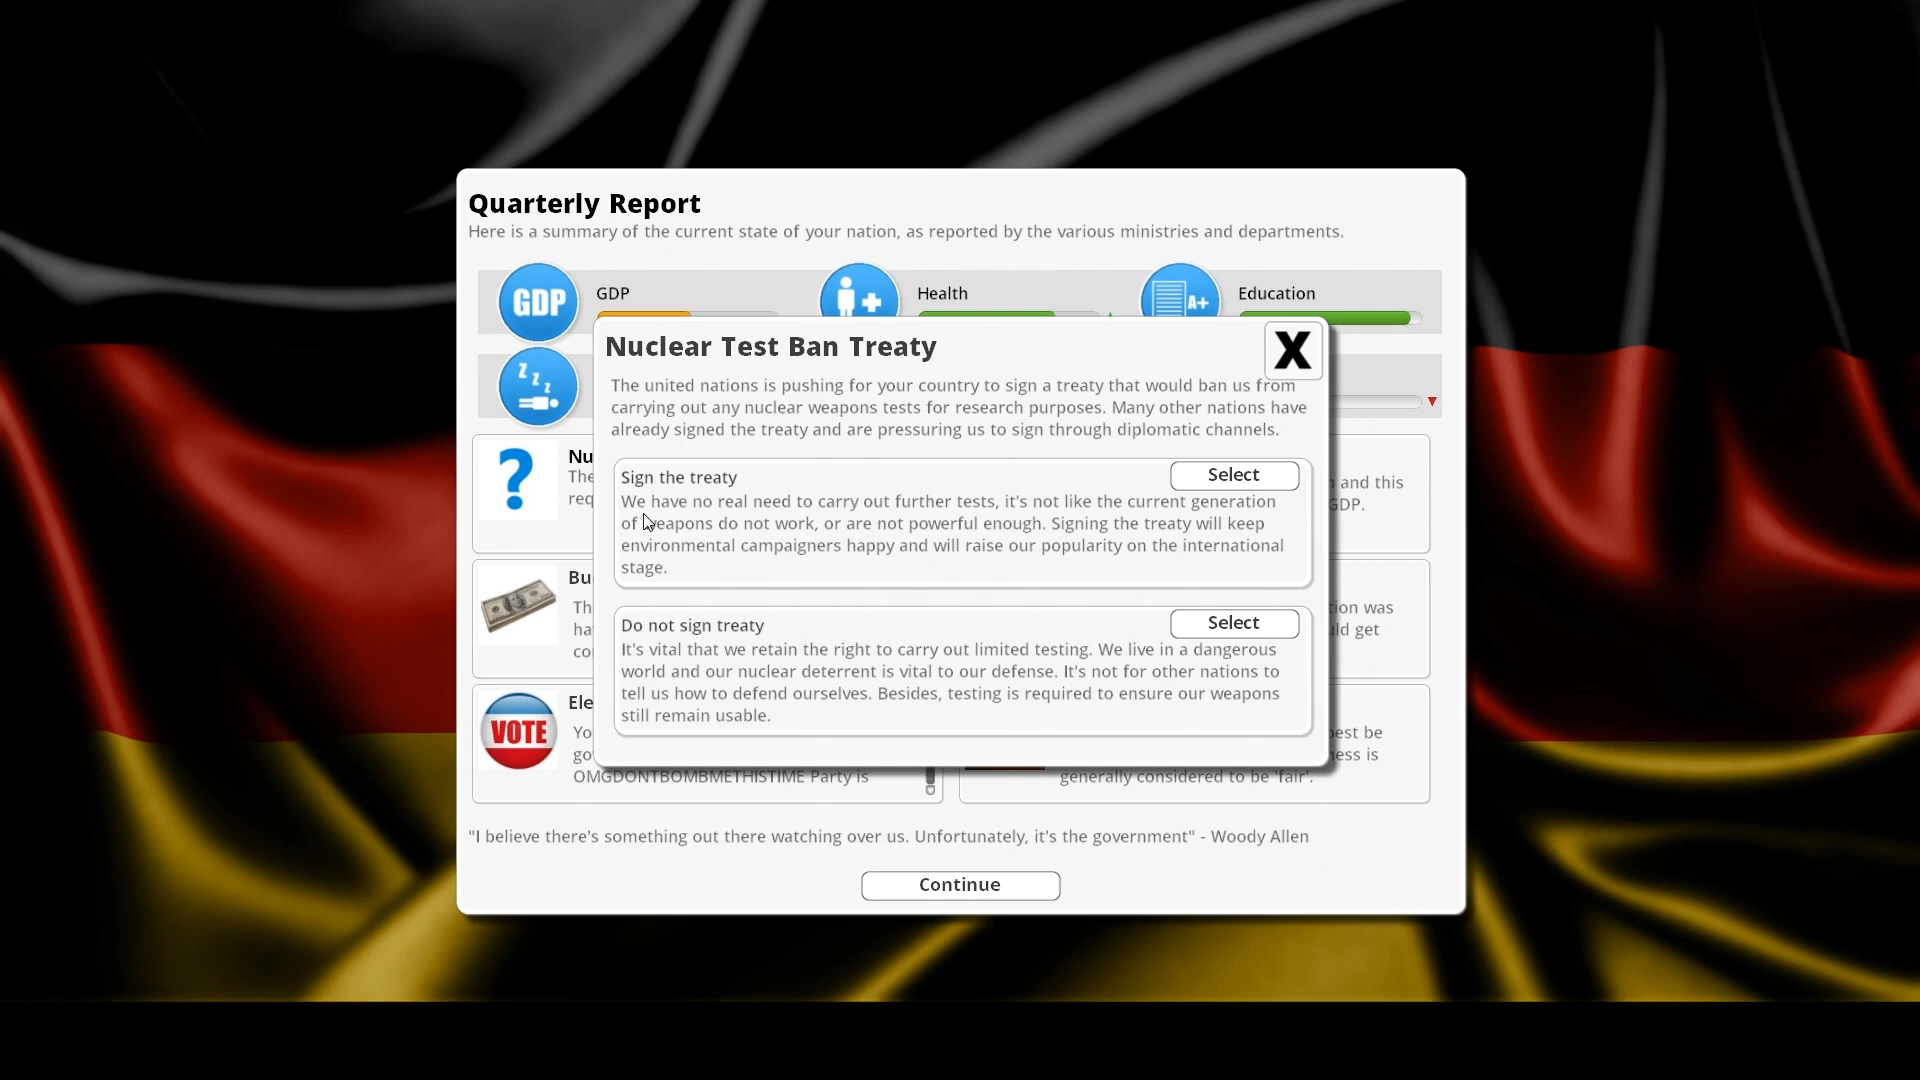 Quarterly Report
Here is a summary of the current state of your nation, as reported by the various ministries and departments.
GDP
GDP
Health
A+
Education
Z Z Z
Nuclear Test Ban Treaty
X
The united nations is pushing for your country to sign a treaty that would ban us from
carrying out any nuclear weapons tests for research purposes. Many other nations have
already signed the treaty and are pressuring us to sign through diplomatic channels.
Sign the treaty
Select
We have no real need to carry out further tests, it's not like the current generation
of weapons do not work, or are not powerful enough. Signing the treaty will keep
environmental campaigners happy and will raise our popularity on the international
stage.
Do not sign treaty
Select
It's vital that we retain the right to carry out limited testing. We live in a dangerous
world and our nuclear deterrent is vital to our defense. It's not for other nations to
tell us how to defend ourselves. Besides, testing is required to ensure our weapons
still remain usable.
?
Nu
The
req
n and this
GDP.
Bu
Th
ha
co
tion was
ld get
VOTE
Ele
Yo
go
OMGDONTBOMBMETHISTIME Party is
est be
ness is
generally considered to be 'fair'.
"I believe there's something out there watching over us. Unfortunately, it's the government" - Woody Allen
Continue